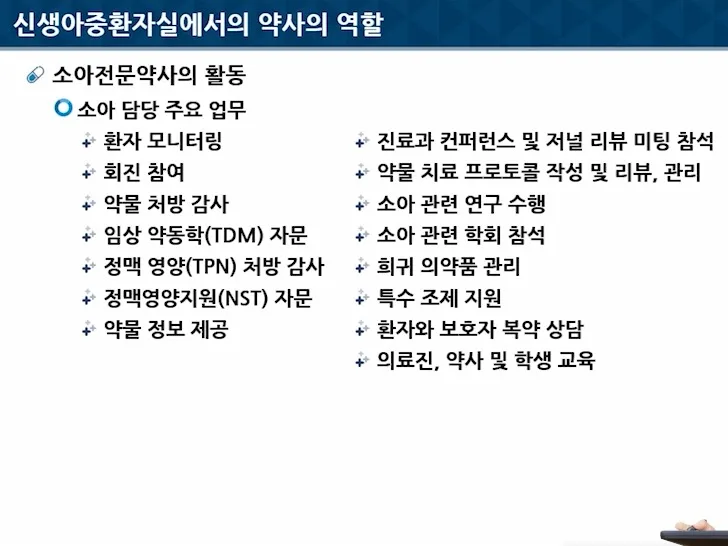 신생아중환자실에서의 약사의 역할
소아전문약사의 활동
소아 담당 주요 업무
환자 모니터링
회진 참여
약물 처방 감사
임상 약동학(TDM) 자문
정맥 영양(TPN) 처방 감사
정맥영양지원(NST) 자문
약물 정보 제공
진료과 컨퍼런스 및 저널 리뷰 미팅 참석
약물 치료 프로토콜 작성 및 리뷰, 관리
소아 관련 연구 수행
소아 관련 학회 참석
희귀 의약품 관리
특수 조제 지원
환자와 보호자 복약 상담
의료진, 약사 및 학생 교육